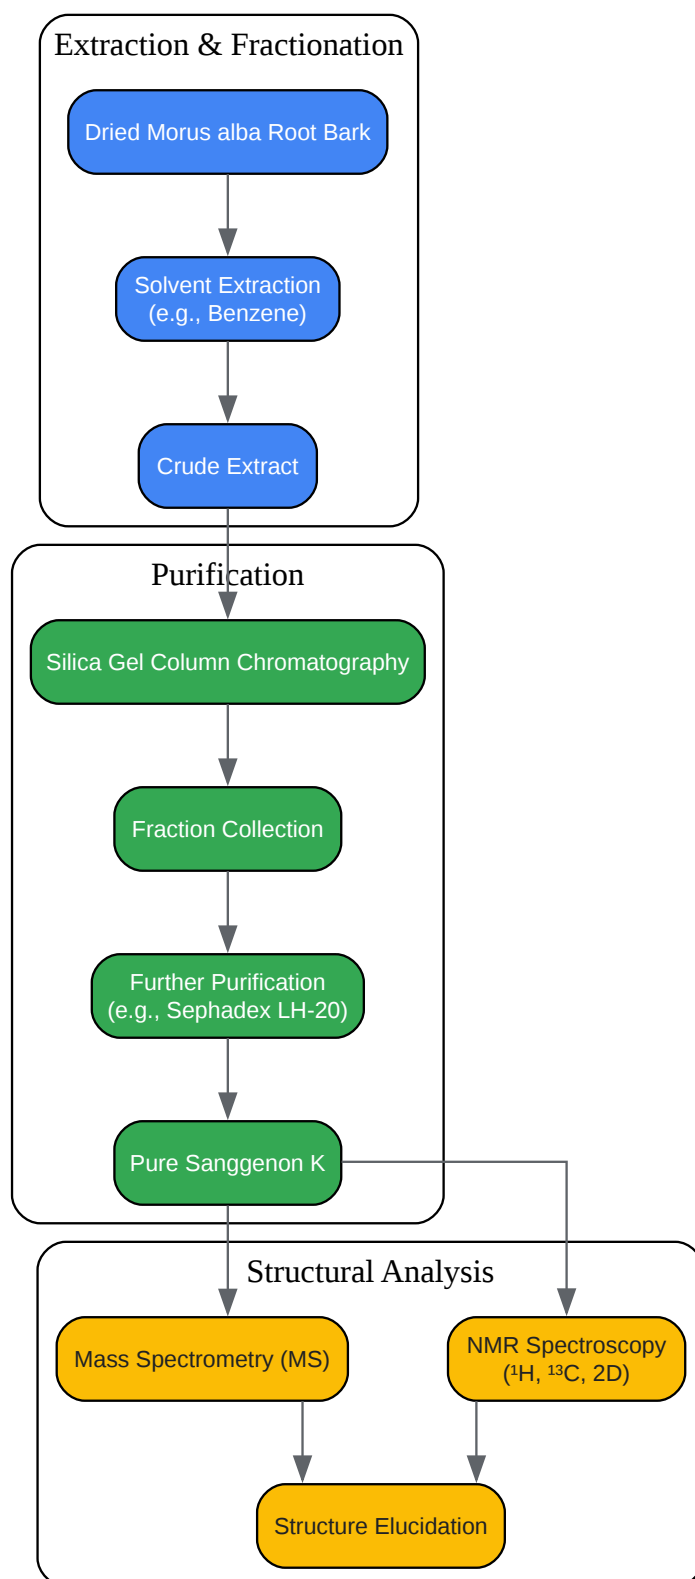 Extraction & Fractionation
Dried Morus alba Root Bark
Solvent Extraction
(e.g., Benzene)
Crude Extract
Purification
Silica Gel Column Chromatography
Fraction Collection
Further Purification
(e.g., Sephadex LH-20)
Pure Sanggenon K
Structural Analysis
Mass Spectrometry (MS)
NMR Spectroscopy
(¹H, ¹³C, 2D)
Structure Elucidation